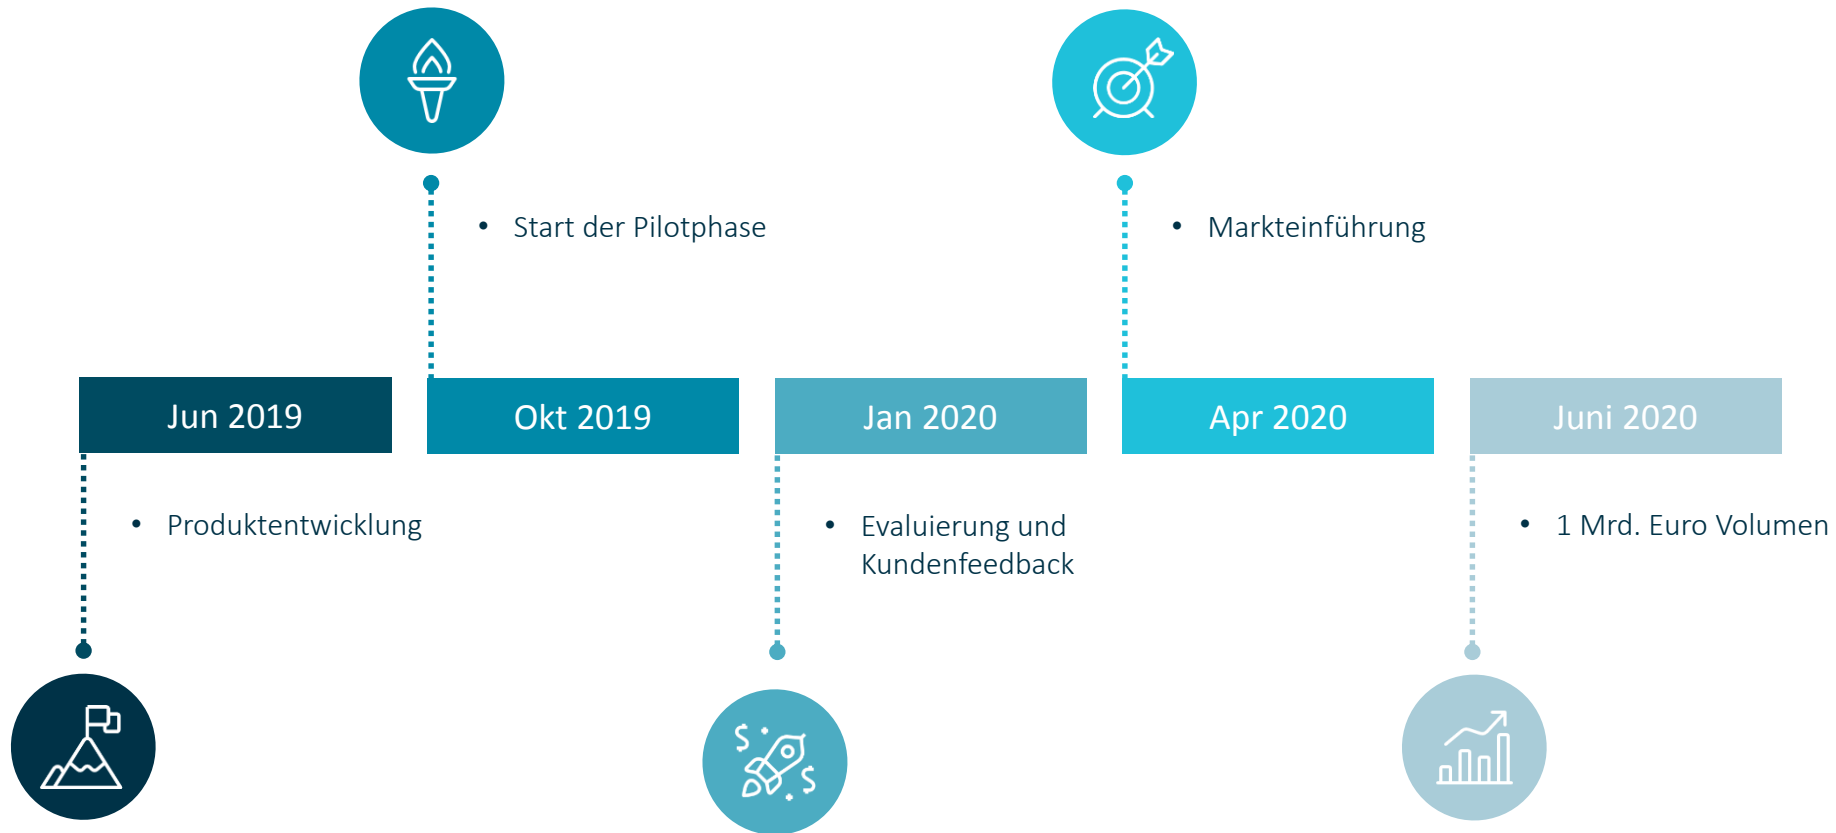 • Start der Pilotphase
• Markteinführung
Jun 2019
Okt 2019
Jan 2020
Apr 2020
Juni 2020
• Produktentwicklung
• Evaluierung und
Kundenfeedback
• 1 Mrd. Euro Volumen